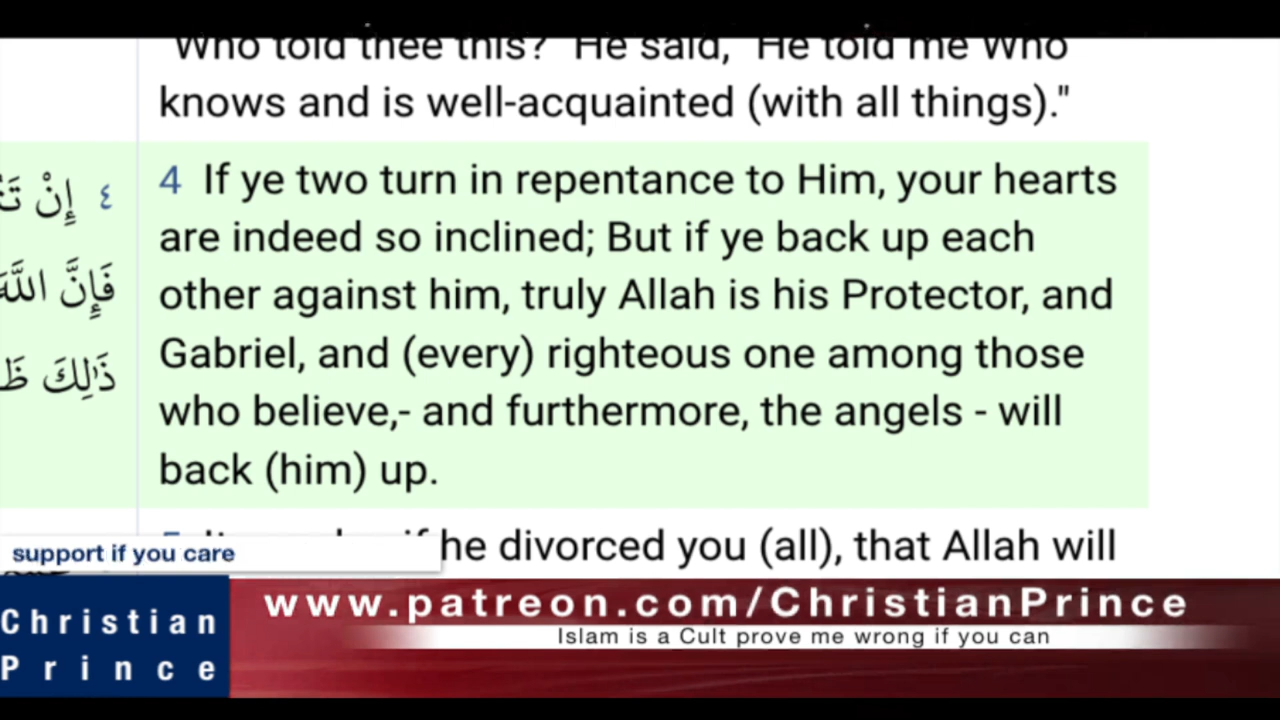 "Who told thee this?" He said, "He told me Who
knows and is well-acquainted (with all things)."
4 If ye two turn in repentance to Him, your hearts
are indeed so inclined; But if ye back up each
other against him, truly Allah is his Protector, and
Gabriel, and (every) righteous one among those
who believe,- and furthermore, the angels - will
back (him) up.
٤ إِنْ
فَإِنَّ
ذَٰلِكَ
he divorced you (all), that Allah will
support if you care
Christian
Prince
www.patreon.com/ChristianPrince
Islam is a Cult prove me wrong if you can